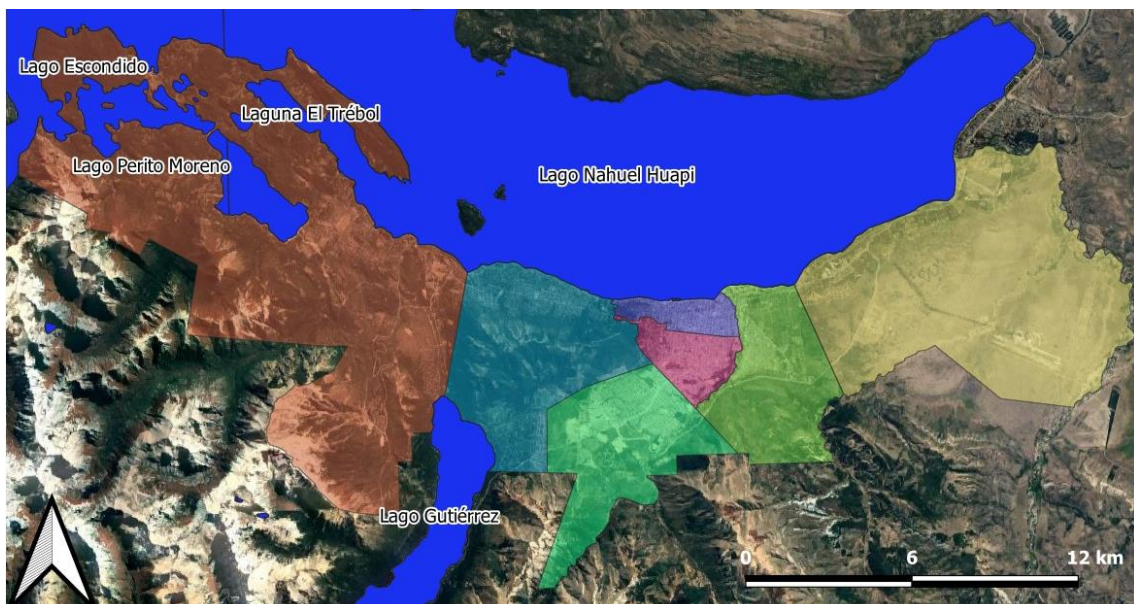 Lago Escondido
Laguna El Trébol
Lago Perito Moreno
Lago Nahuel Huapi
Lago Gutiérrez
0 6 12 km